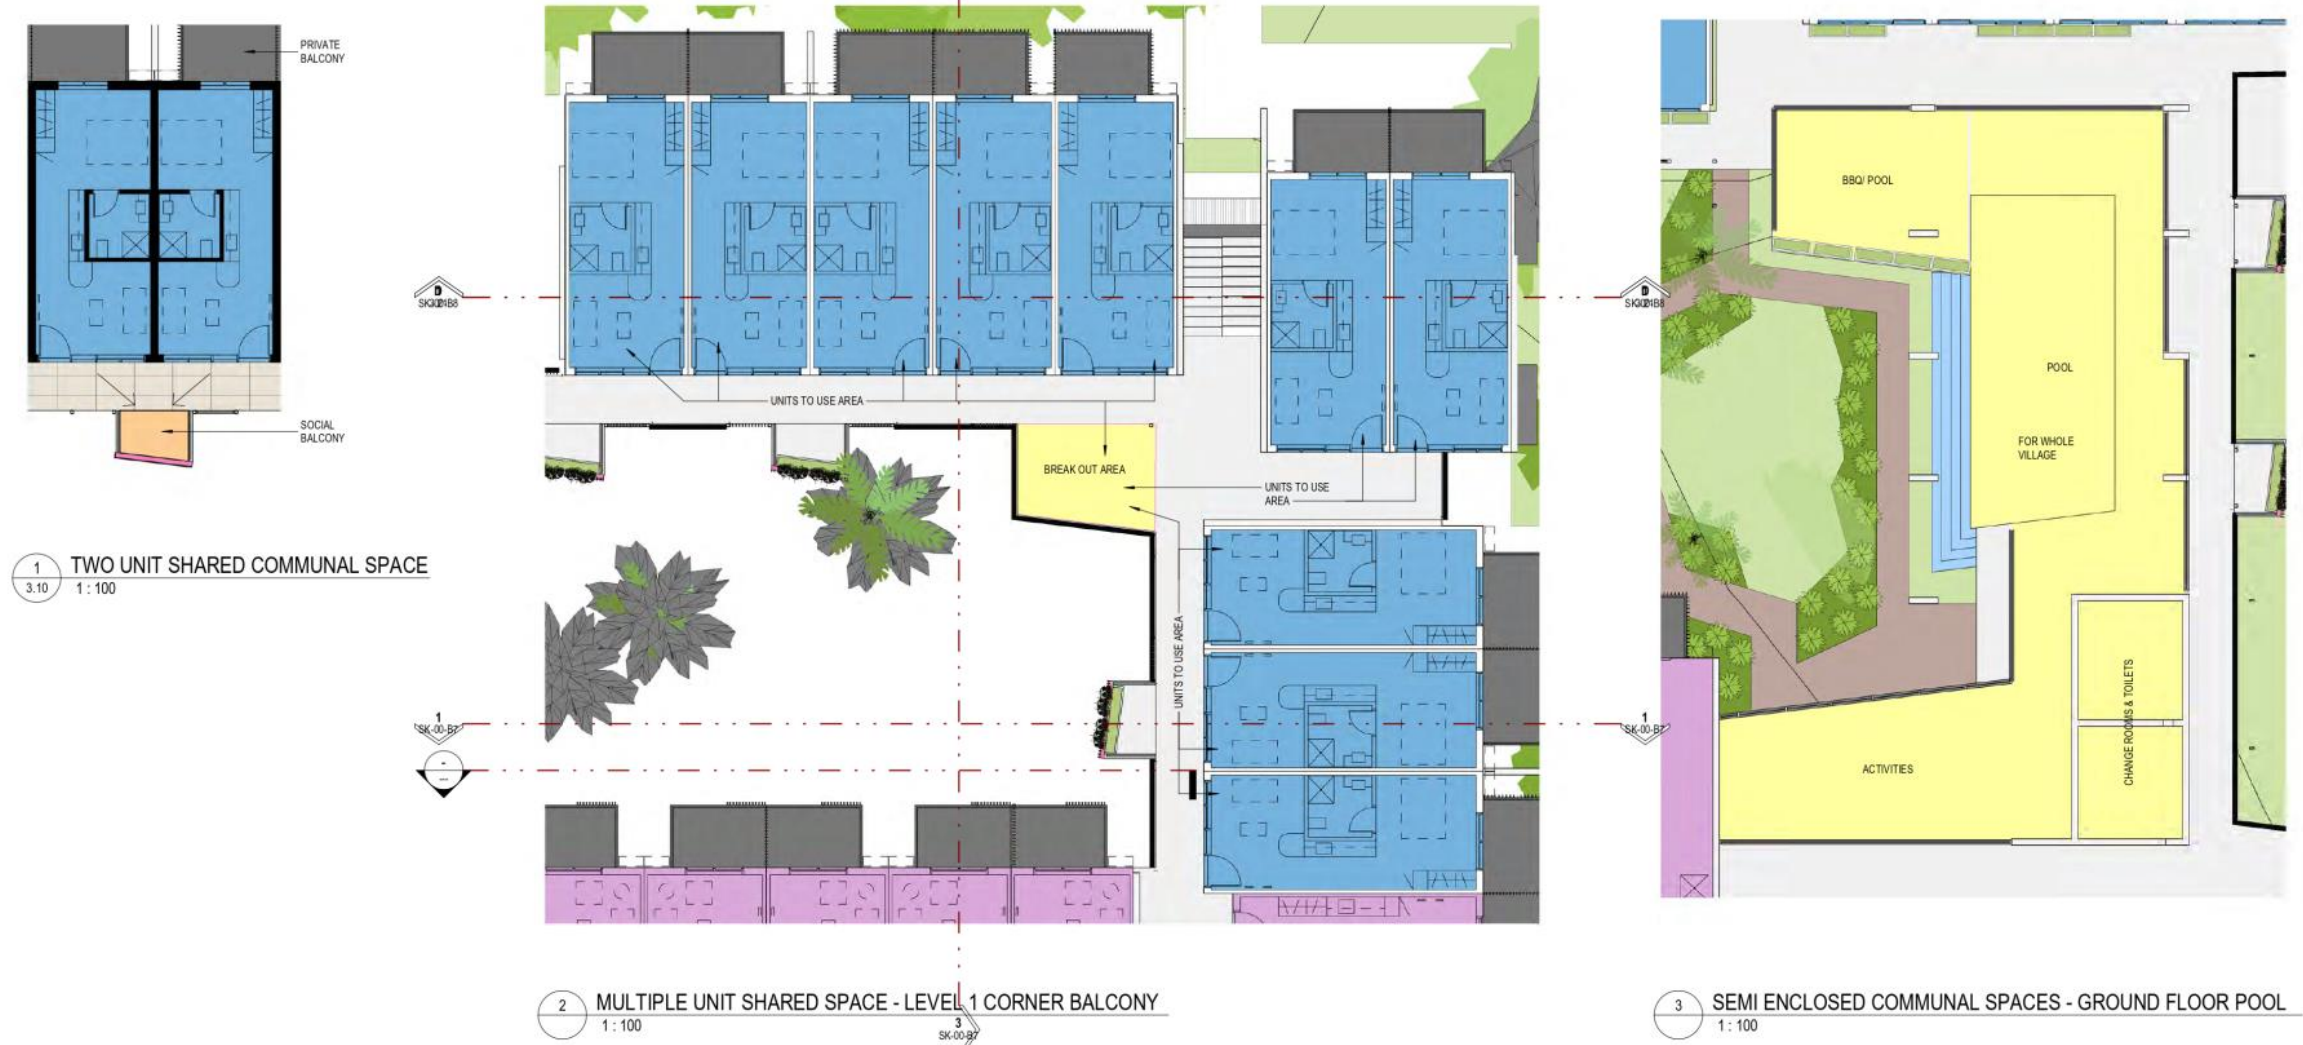 PRIVATE
BALCONY
SOCIAL
BALCONY
1
3.10
TWO UNIT SHARED COMMUNAL SPACE
1 : 100
UNITS TO USE AREA
BREAK OUT AREA
UNITS TO USE
AREA
UNITS TO USE AREA
1
SK-00-B7
1
SK-00-B7
2
MULTIPLE UNIT SHARED SPACE - LEVEL 1 CORNER BALCONY
1 : 100
3
SK-00-B7
BBQ/ POOL
POOL
FOR WHOLE
VILLAGE
ACTIVITIES
CHANGE ROOMS & TOILETS
3
SEMI ENCLOSED COMMUNAL SPACES - GROUND FLOOR POOL
1 : 100